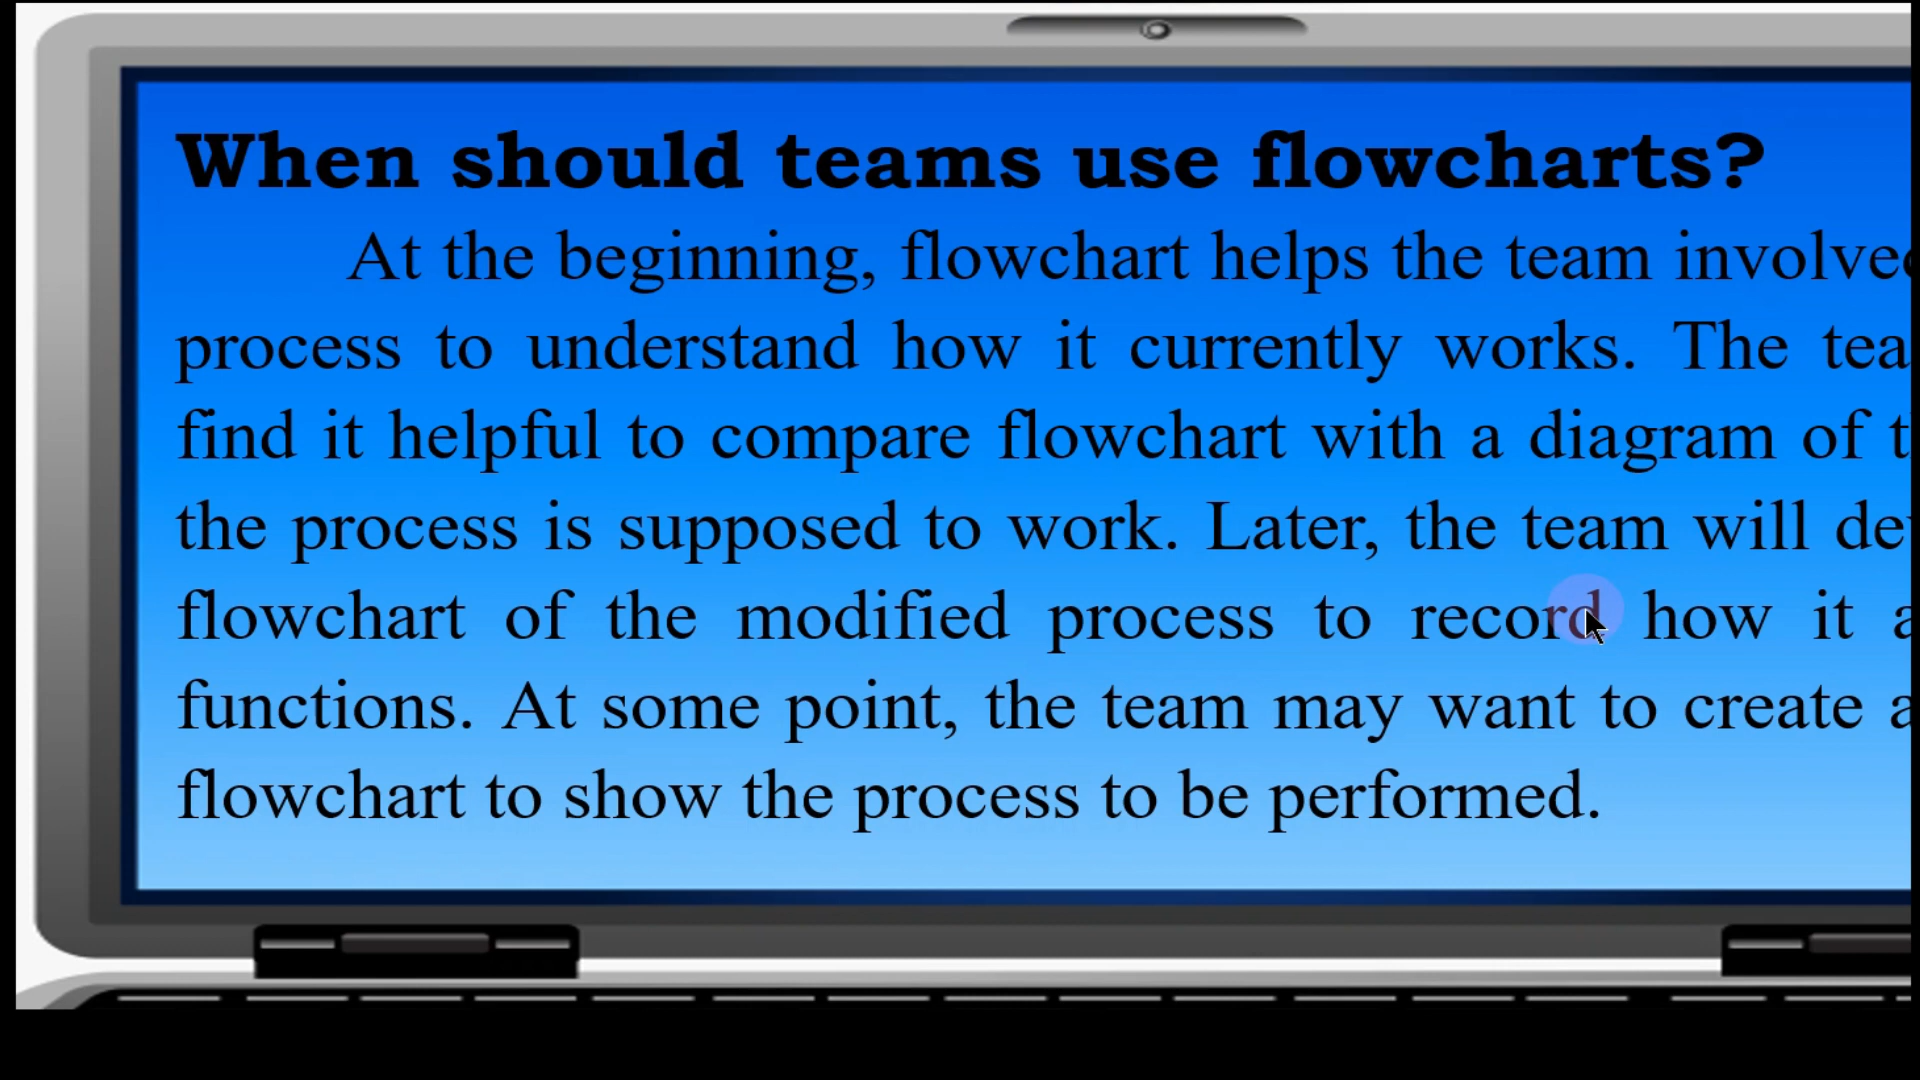 When should teams use flowcharts?
At the beginning, flowchart helps the team involved
process to understand how it currently works. The
find it helpful to compare flowchart with a diagram of
the process is supposed to work. Later, the team will
flowchart of the modified process to record how it
functions. At some point, the team may want to create
flowchart to show the process to be performed.